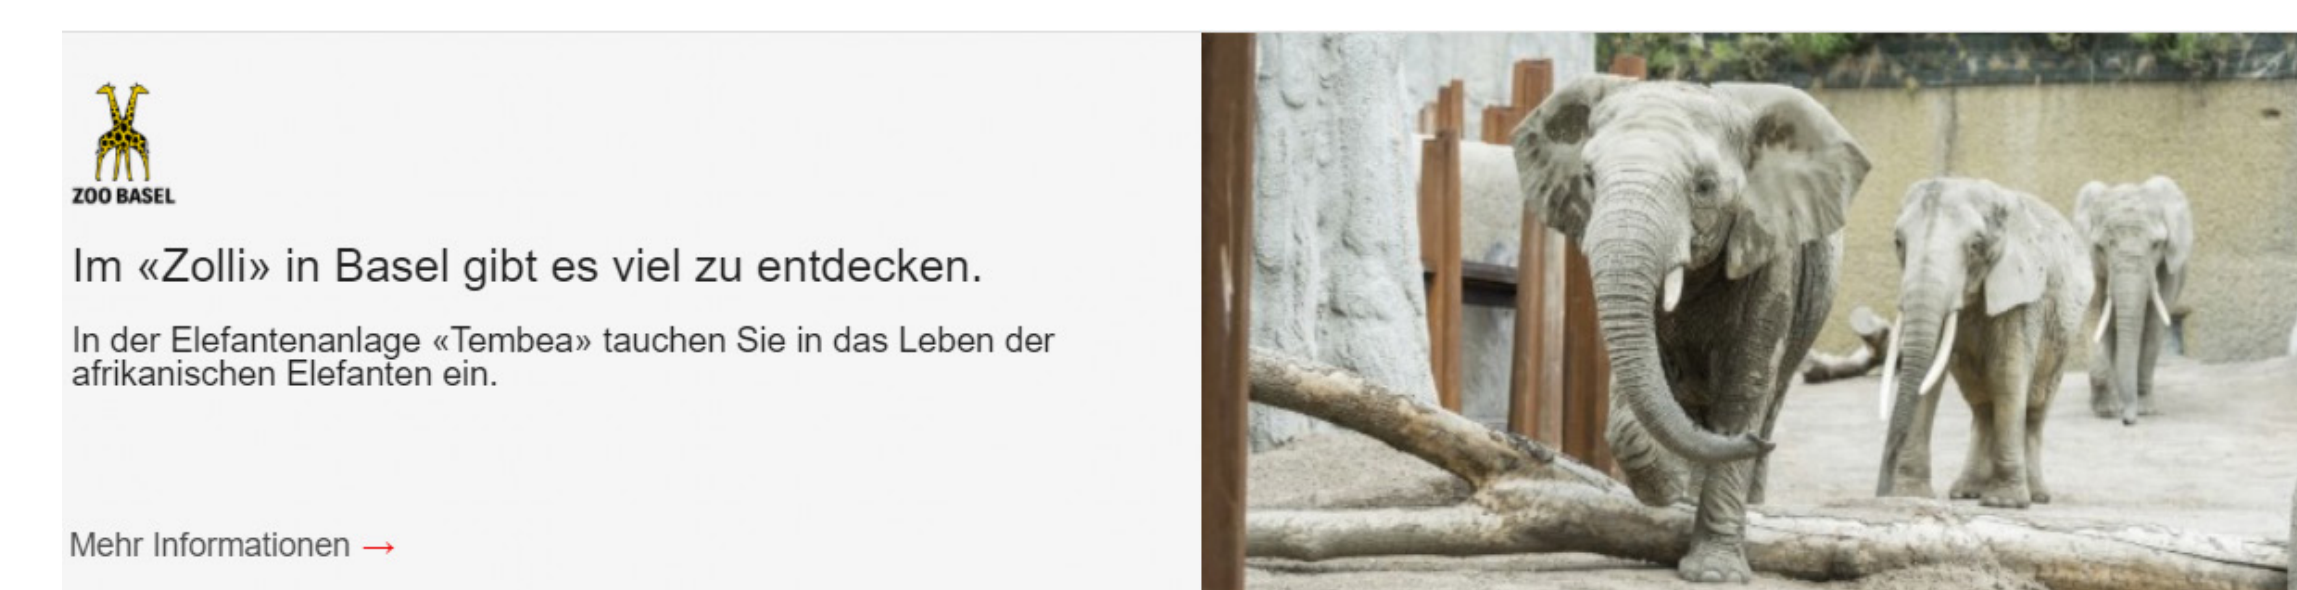 ZOO BASEL
Im «Zolli» in Basel gibt es viel zu entdecken.
In der Elefantenanlage «Tembea» tauchen Sie in das Leben der
afrikanischen Elefanten ein.
Mehr Informationen →